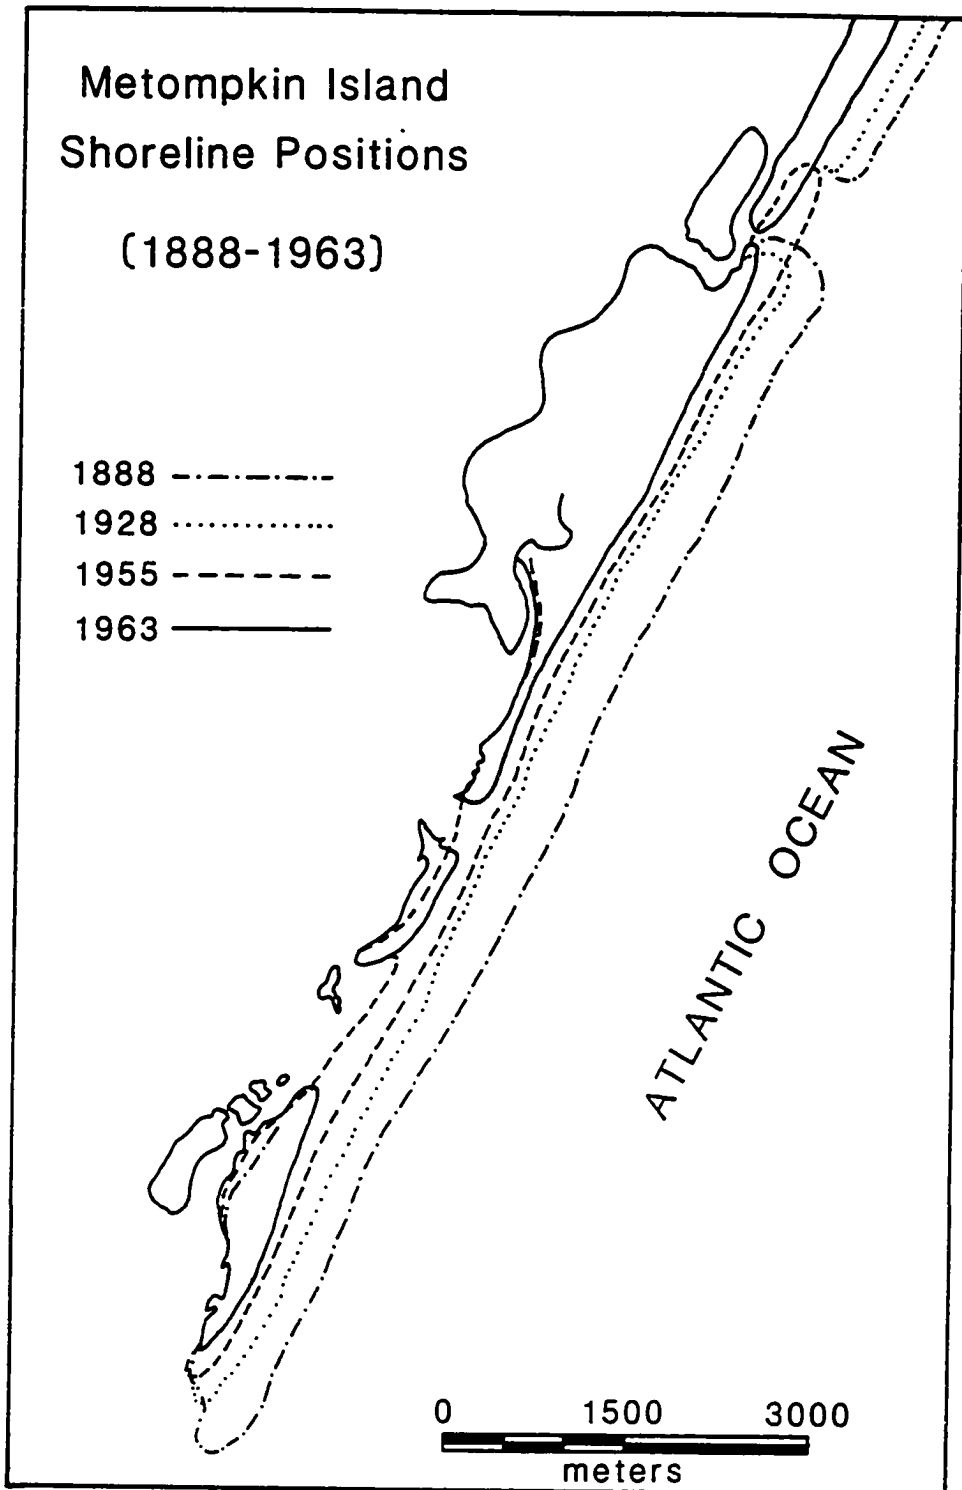 Metompkin Island
Shoreline Positions
(1888-1963)
1888
1928
1955
1963
ATLANTIC OCEAN
0 1500 3000
meters